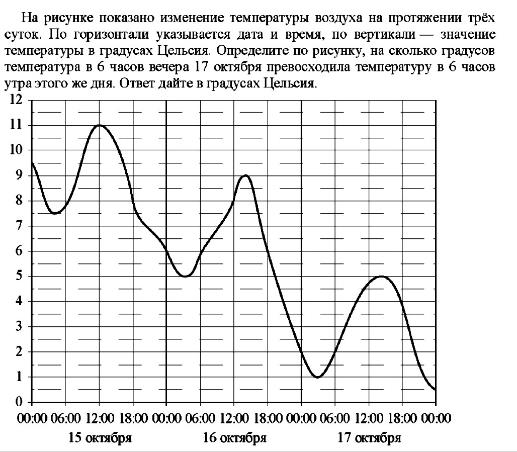 На рисунке показано изменение температуры воздуха на протяжении трёх
суток. По горизонтали указывается дата и время, по вертикали — значение
температуры в градусах Цельсия. Определите по рисунку, на сколько градусов
температура в 6 часов вечера 17 октября превосходила температуру в 6 часов
утра этого же дня. Ответ дайте в градусах Цельсия.
12
11
10
9
8
7
6
5
4
3
2
1
0
00:00 06:00 12:00 18:00 00:00 06:00 12:00 18:00 00:00 06:00 12:00 18:00 00:00
15 октября 16 октября 17 октября